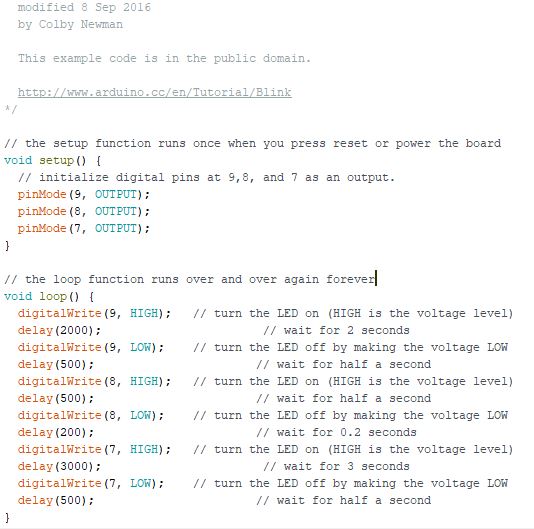 modified 8 Sep 2016
by Colby Newman
This example code is in the public domain.
http://www.arduino.cc/en/Tutorial/Blink
*/
// the setup function runs once when you press reset or power the board
void setup() {
// initialize digital pins at 9,8, and 7 as an output.
pinMode(9, OUTPUT);
pinMode(8, OUTPUT);
pinMode(7, OUTPUT);
}
// the loop function runs over and over again forever
void loop() {
digitalWrite(9, HIGH);   // turn the LED on (HIGH is the voltage level)
delay(2000);                       // wait for 2 seconds
digitalWrite(9, LOW);    // turn the LED off by making the voltage LOW
delay(500);                       // wait for half a second
digitalWrite(8, HIGH);   // turn the LED on (HIGH is the voltage level)
delay(500);                       // wait for half a second
digitalWrite(8, LOW);    // turn the LED off by making the voltage LOW
delay(200);                       // wait for 0.2 seconds
digitalWrite(7, HIGH);   // turn the LED on (HIGH is the voltage level)
delay(3000);                       // wait for 3 seconds
digitalWrite(7, LOW);    // turn the LED off by making the voltage LOW
delay(500);                       // wait for half a second
}